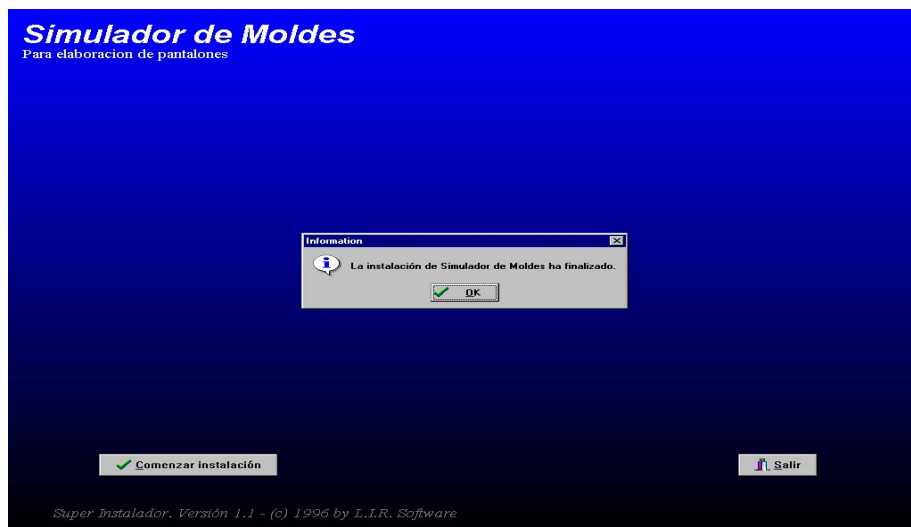 Simulador de Moldes
Para elaboracion de pantalones
Information
La instalación de Simulador de Moldes ha finalizado.
OK
Comenzar instalación
Salir
Super Instalador. Versión 1.1 - (c) 1996 by L.I.R. Software